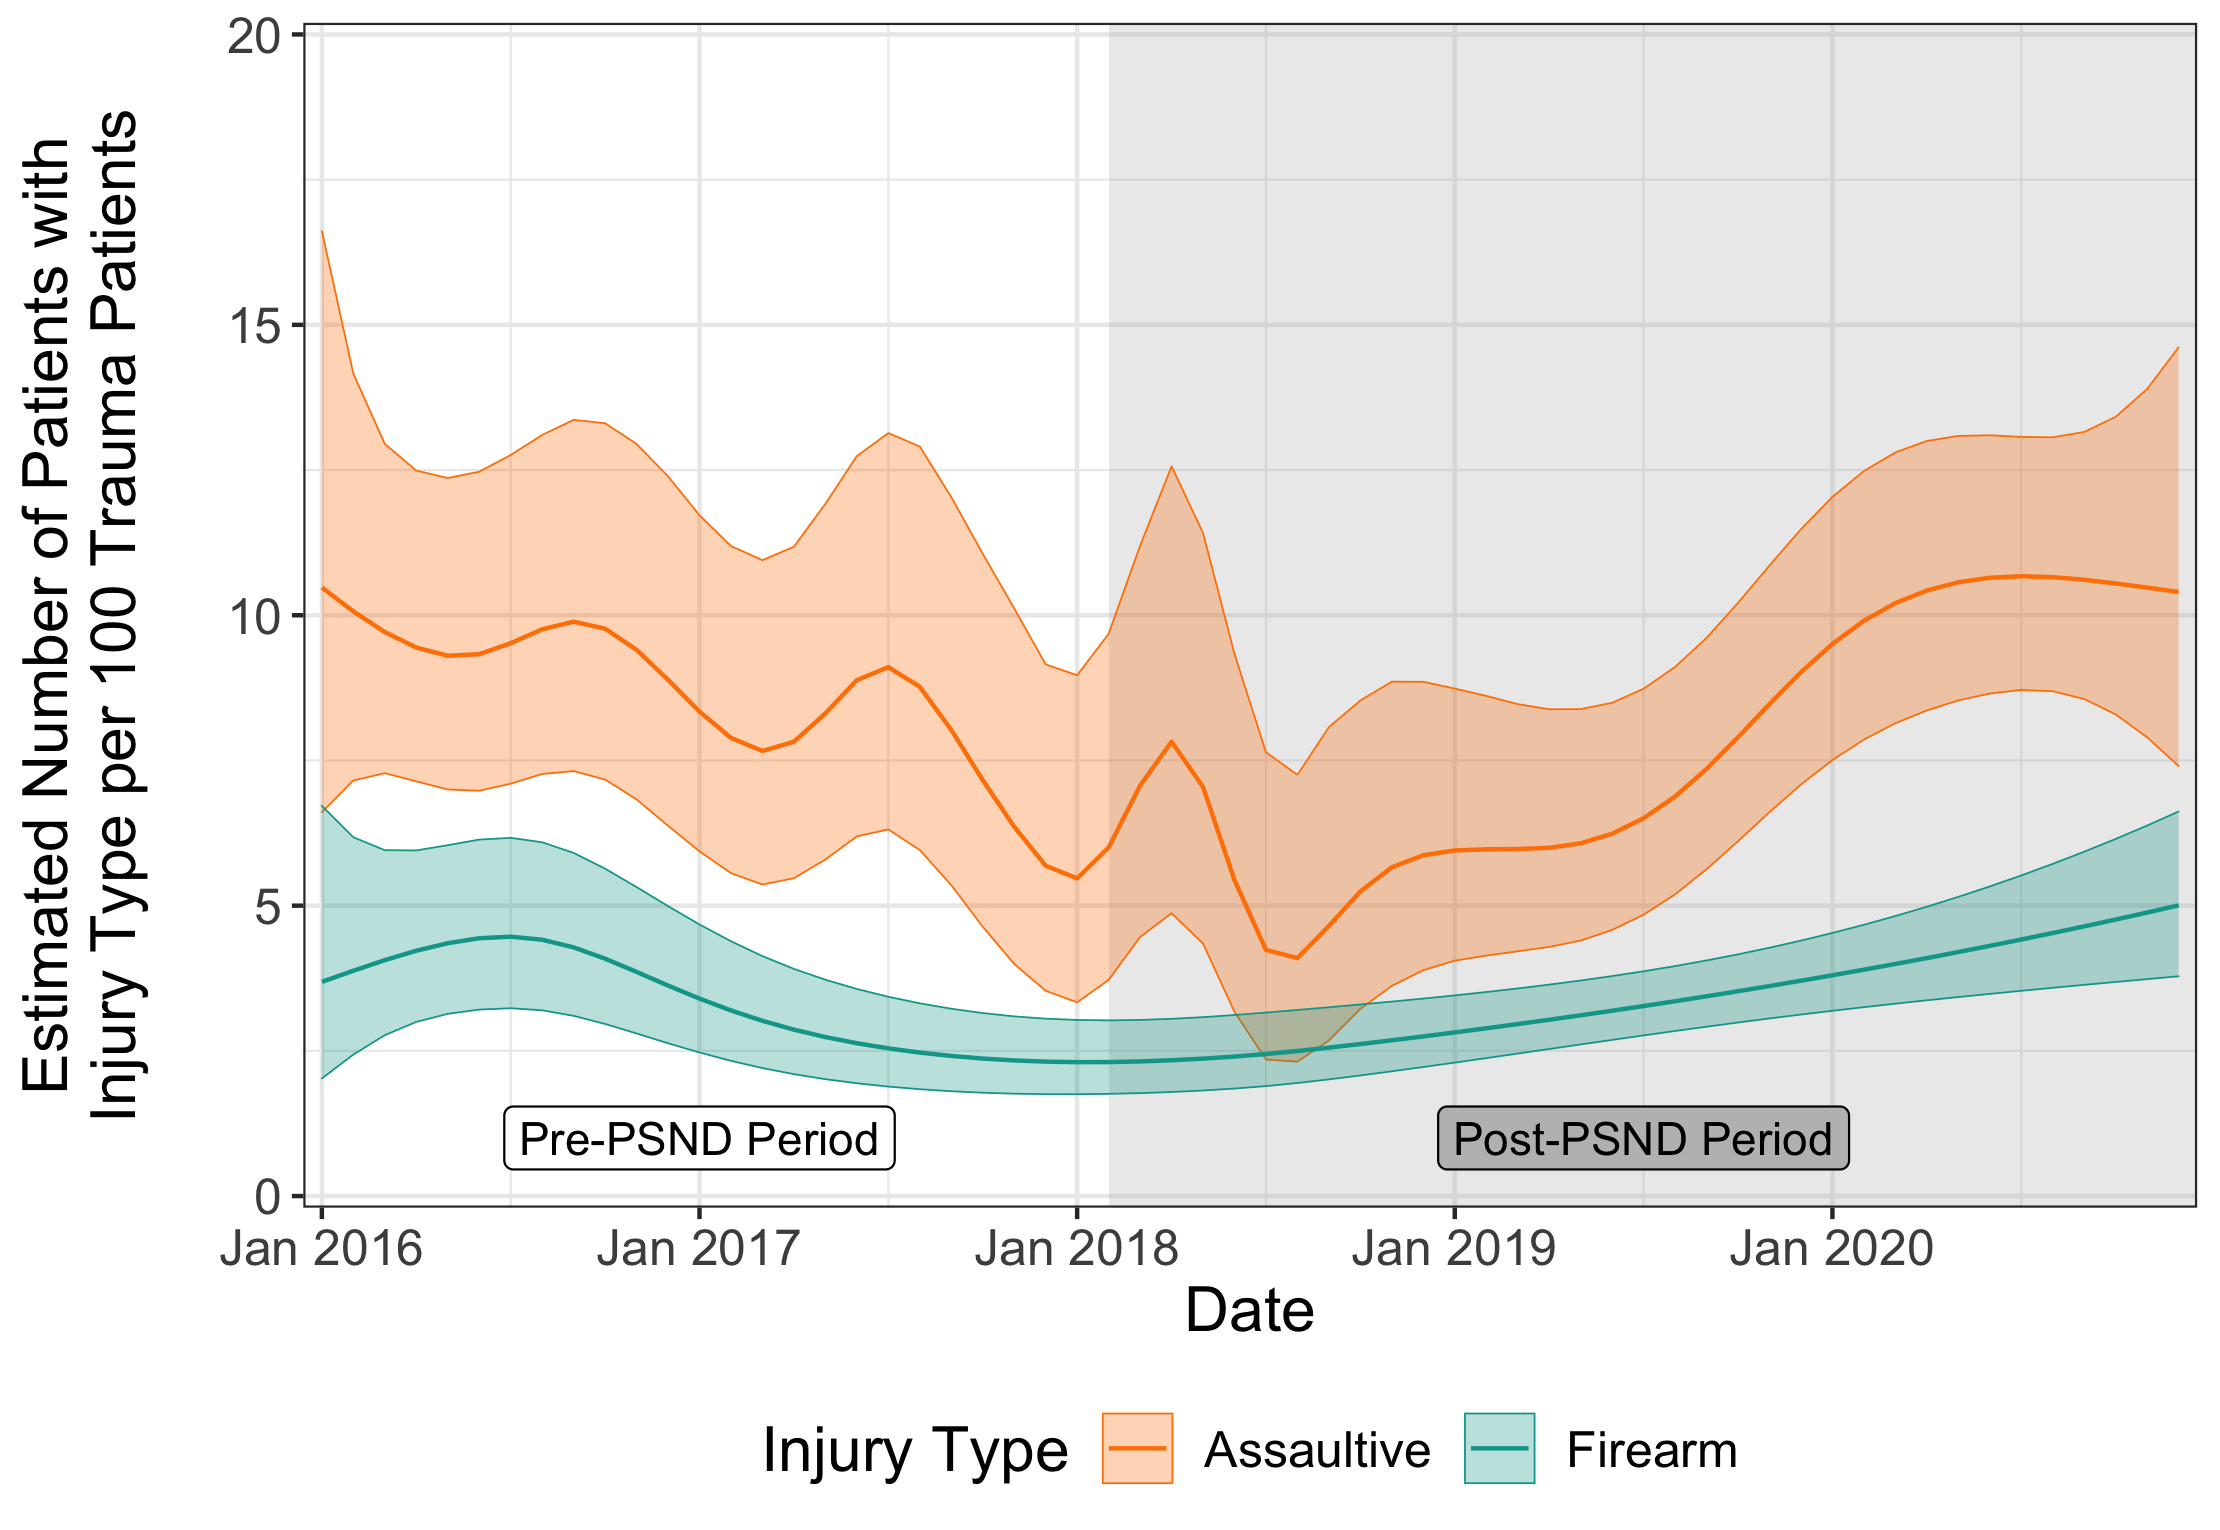 Estimated Number of Patients with
Injury Type per 100 Trauma Patients
20
15
10
5
0
Pre-PSND Period
Post-PSND Period
Jan 2016
Jan 2017
Jan 2018
Jan 2019
Jan 2020
Date
Injury Type
Assaultive
Firearm